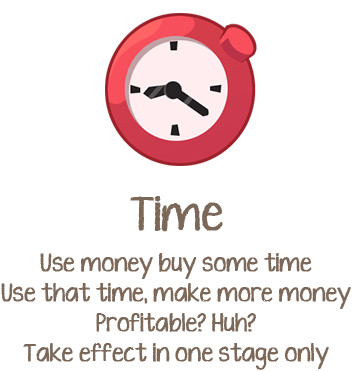 Time
Use money buy some time
Use that time, make more money
Profitable? Huh?
Take effect in one stage only